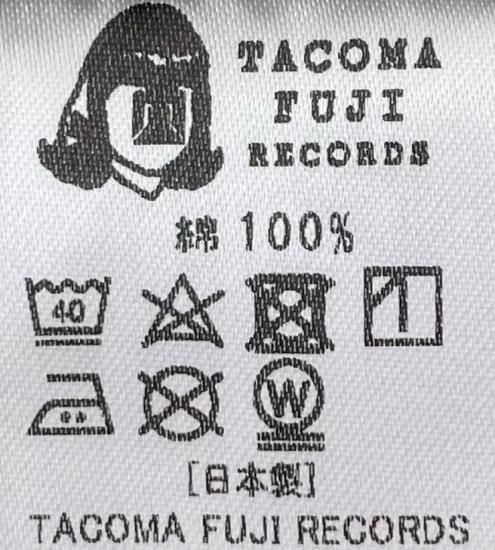 TACOMA
FUJI
RECORDS
綿 100%
40
W
[日本製]
TACOMA FUJI RECORDS